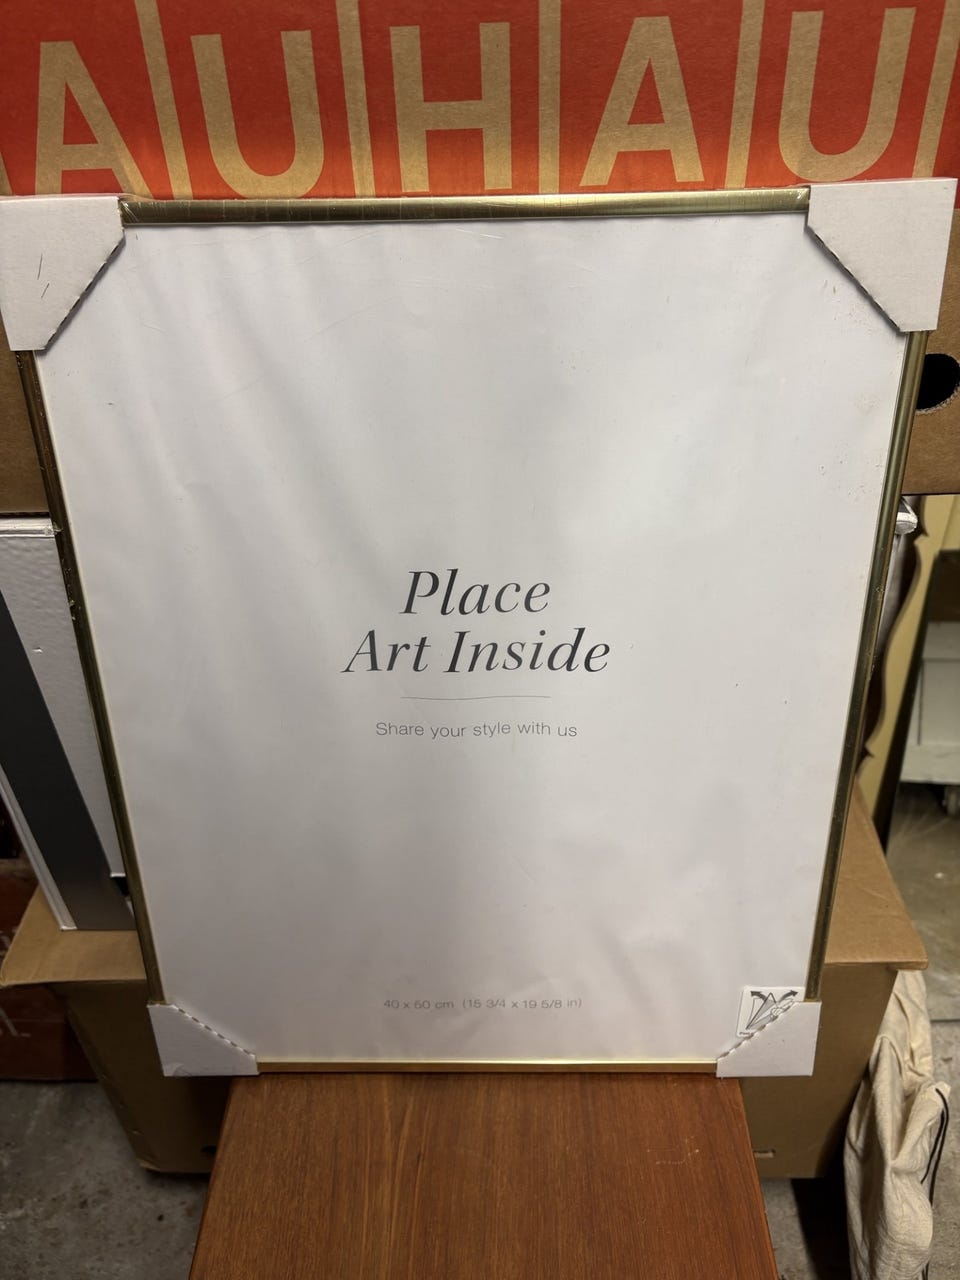 AUHAU
Place
Art Inside
Share your style with us
40 x 50 cm (15 3/4 x 19 5/8 in)